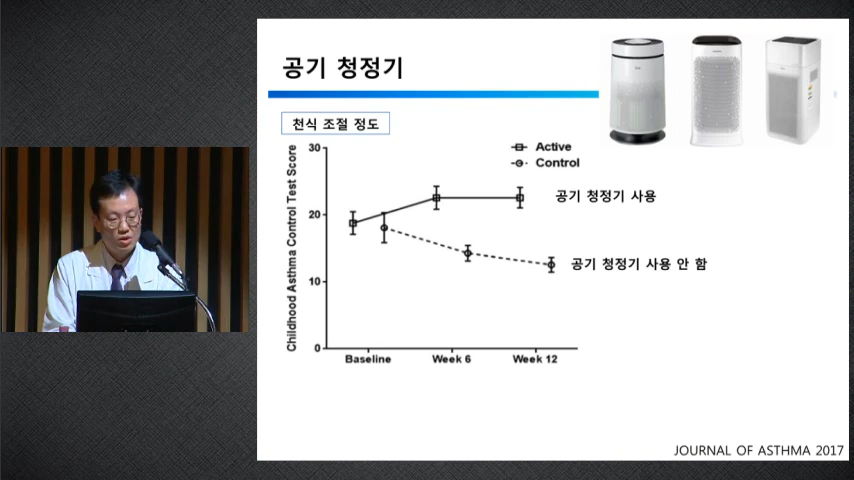 공기 청정기
천식 조절 정도
Childhood Asthma Control Test Score
30
20
10
0
Active
Control
공기 청정기 사용
공기 청정기 사용 안 함
Baseline
Week 6
Week 12
JOURNAL OF ASTHMA 2017